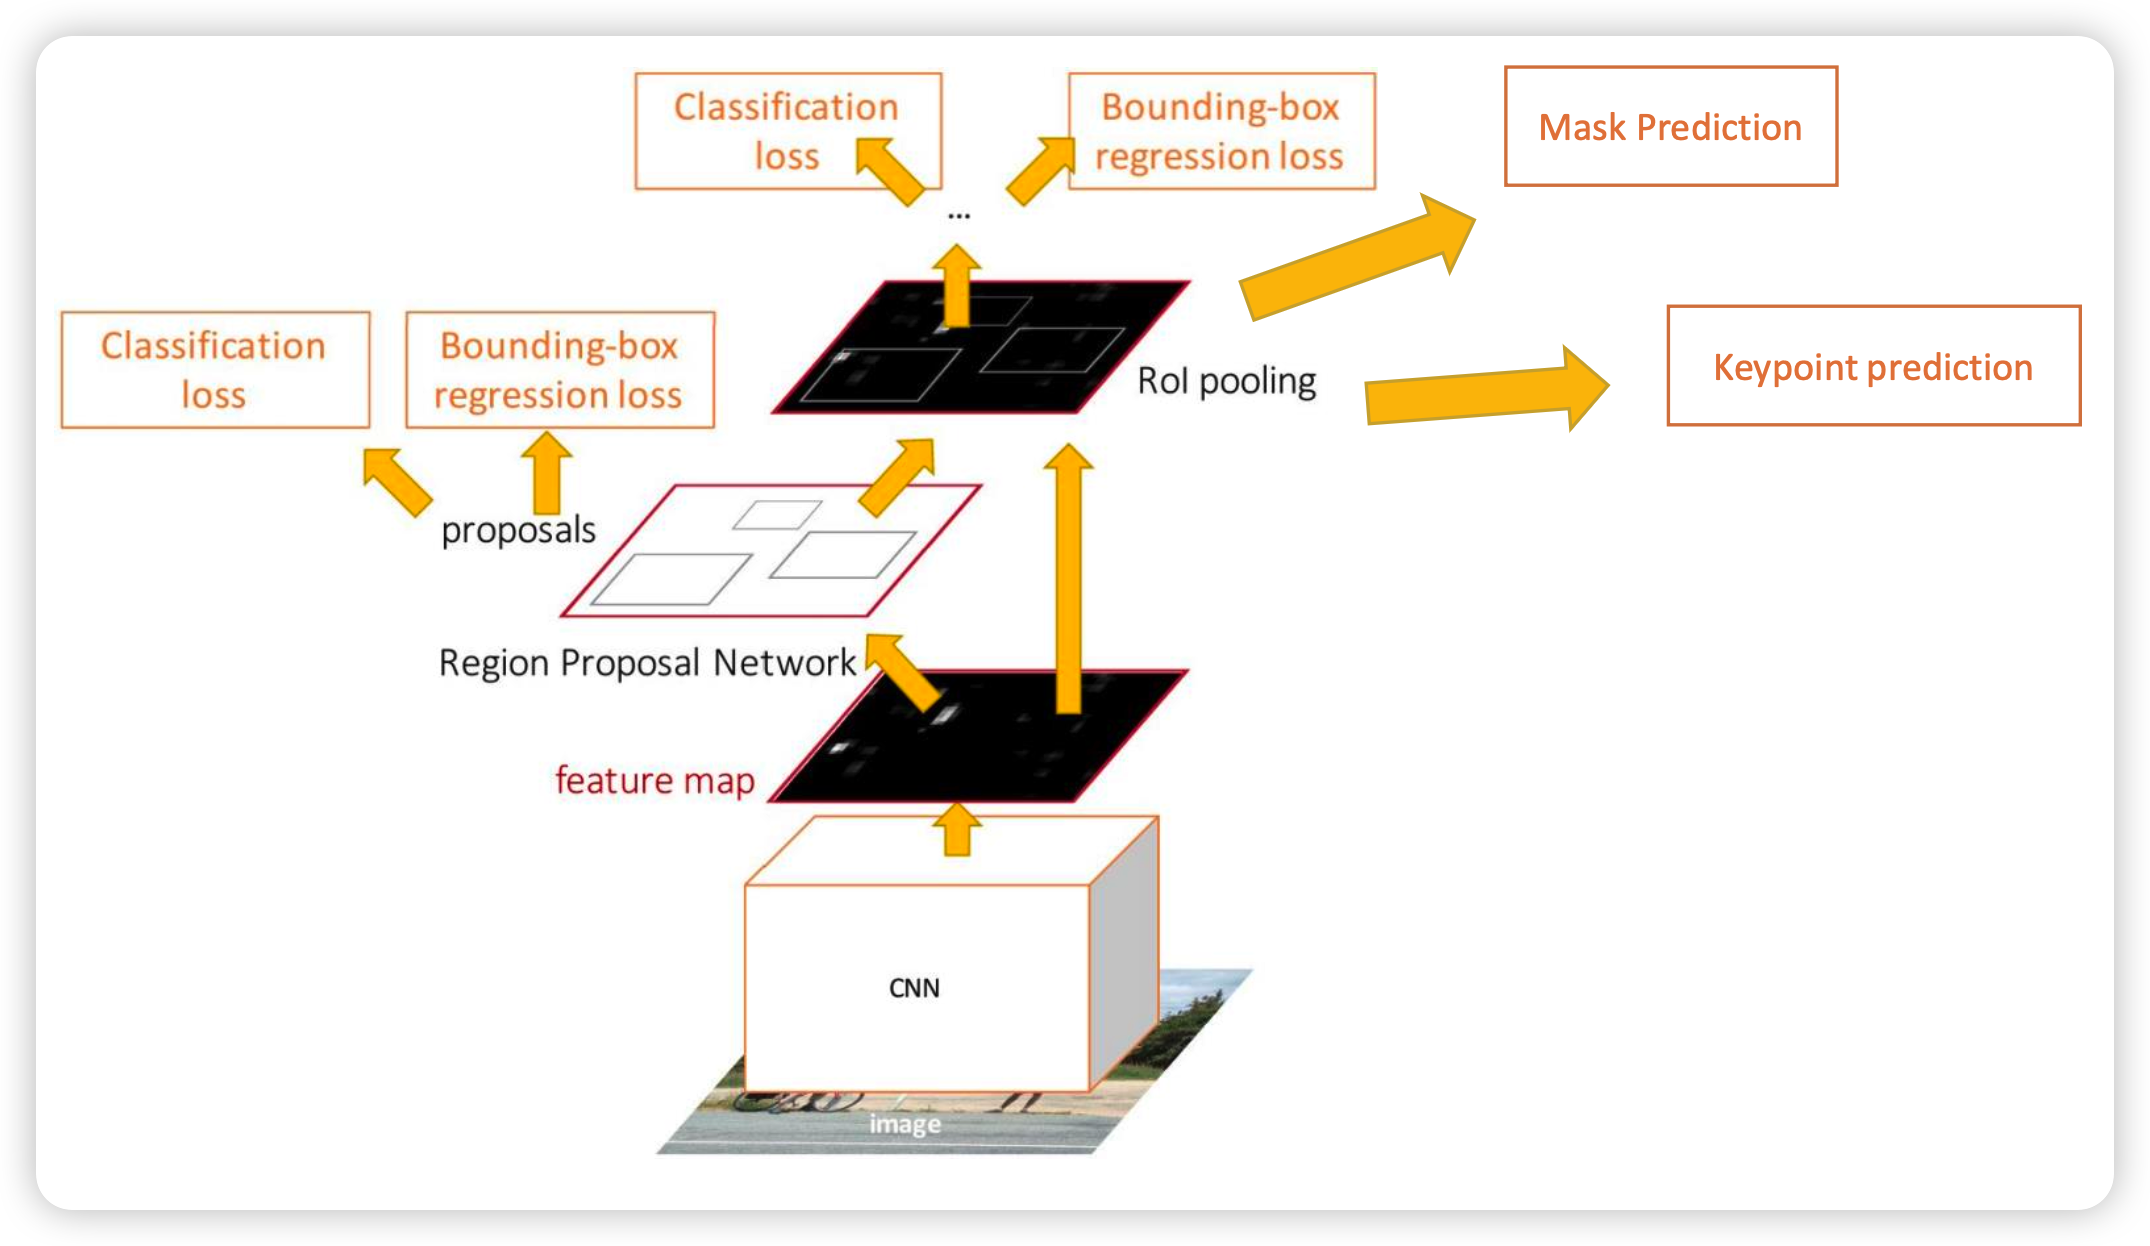 Classification
loss
Bounding-box
regression loss
Mask Prediction
...
Classification
loss
Bounding-box
regression loss
RoI pooling
Keypoint prediction
proposals
Region Proposal Network
feature map
CNN
image